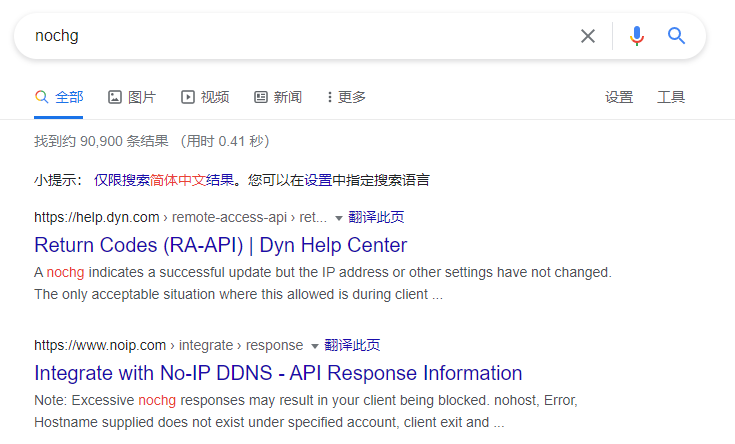 nochg
全部 图片 视频 新闻 更多 设置 工具
找到约 90,900 条结果 （用时 0.41 秒）
小提示： 仅限搜索简体中文结果。您可以在设置中指定搜索语言
https://help.dyn.com › remote-access-api › ret... 翻译此页
Return Codes (RA-API) | Dyn Help Center
A nochg indicates a successful update but the IP address or other settings have not changed.
The only acceptable situation where this allowed is during client ...
https://www.noip.com › integrate › response 翻译此页
Integrate with No-IP DDNS - API Response Information
Note: Excessive nochg responses may result in your client being blocked. nohost, Error,
Hostname supplied does not exist under specified account, client exit and ...